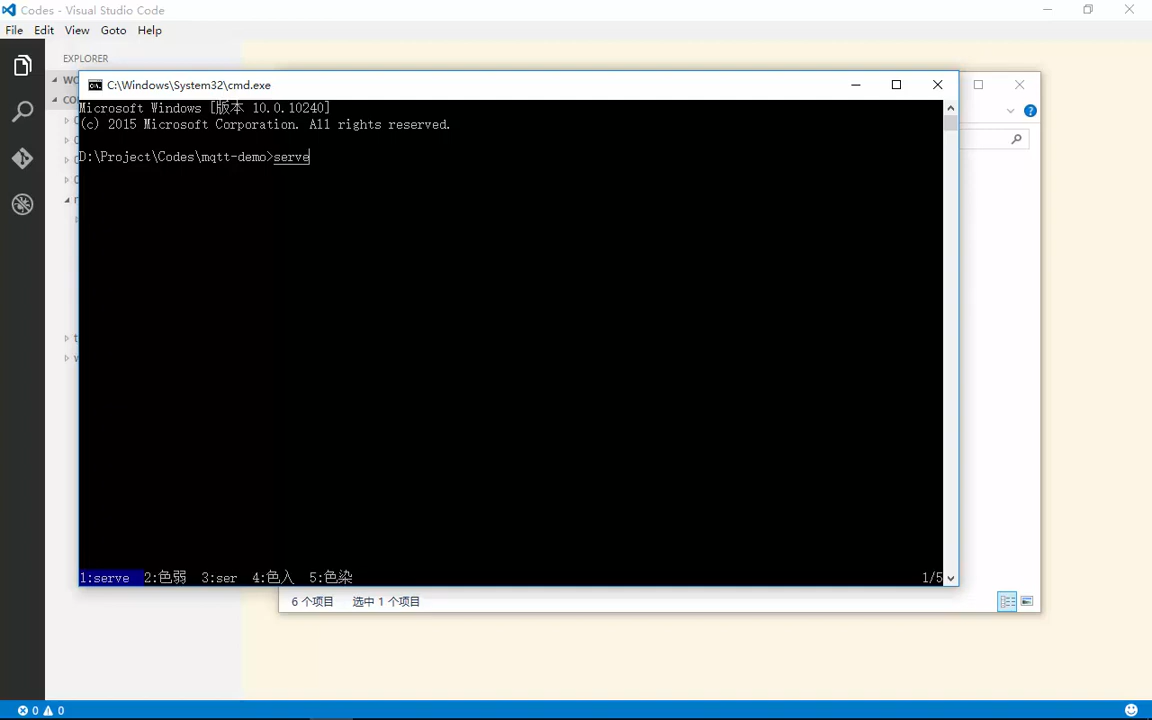 Codes - Visual Studio Code
File Edit View Goto Help
EXPLORER
WO
CO
C:\Windows\System32\cmd.exe
Microsoft Windows [版本 10.0.10240]
(c) 2015 Microsoft Corporation. All rights reserved.
D:\Project\Codes\mqtt-demo>serve
1:serve 2:色弱 3:ser 4:色入 5:色染 1/5
6 个项目 选中 1 个项目
0 0